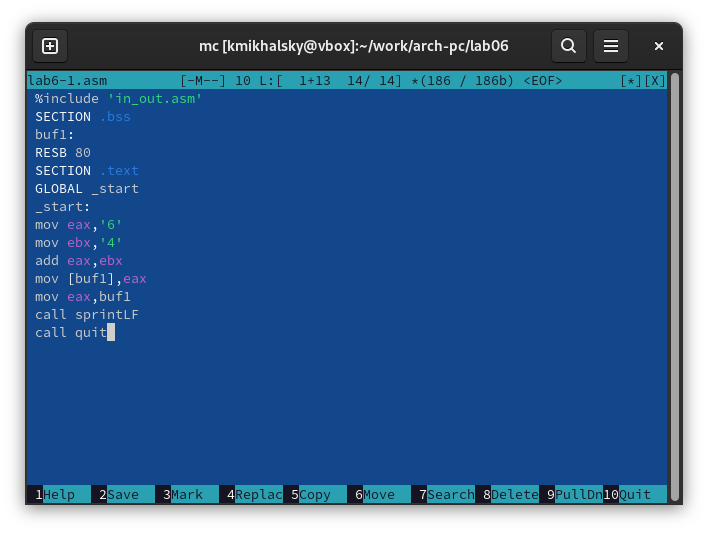 mc [kmikhalsky@vbox]:~/work/arch-pc/lab06
lab6-1.asm [-M--] 10 L:[ 1+13 14/ 14] *(186 / 186b) <EOF> [*][X]
%include 'in_out.asm'
SECTION .bss
buf1:
RESB 80
SECTION .text
GLOBAL _start
_start:
mov eax,'6'
mov ebx,'4'
add eax,ebx
mov [buf1],eax
mov eax,buf1
call sprintLF
call quit
1Help 2Save 3Mark 4Replac 5Copy 6Move 7Search 8Delete 9PullDn 10Quit